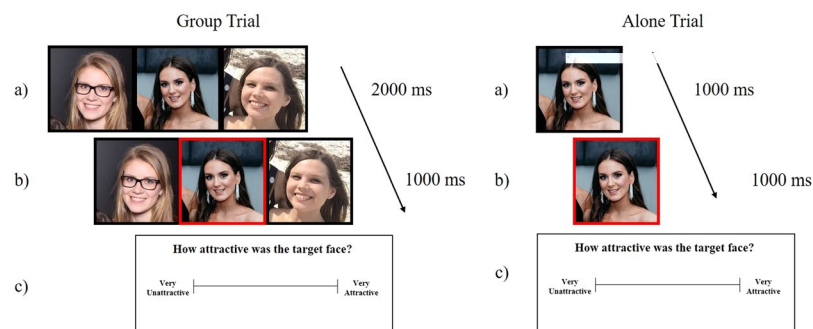 Group Trial
a)
2000 ms
b)
1000 ms
c)
How attractive was the target face?
Very
Unattractive
Very
Attractive
Alone Trial
a)
1000 ms
b)
1000 ms
c)
How attractive was the target face?
Very
Unattractive
Very
Attractive